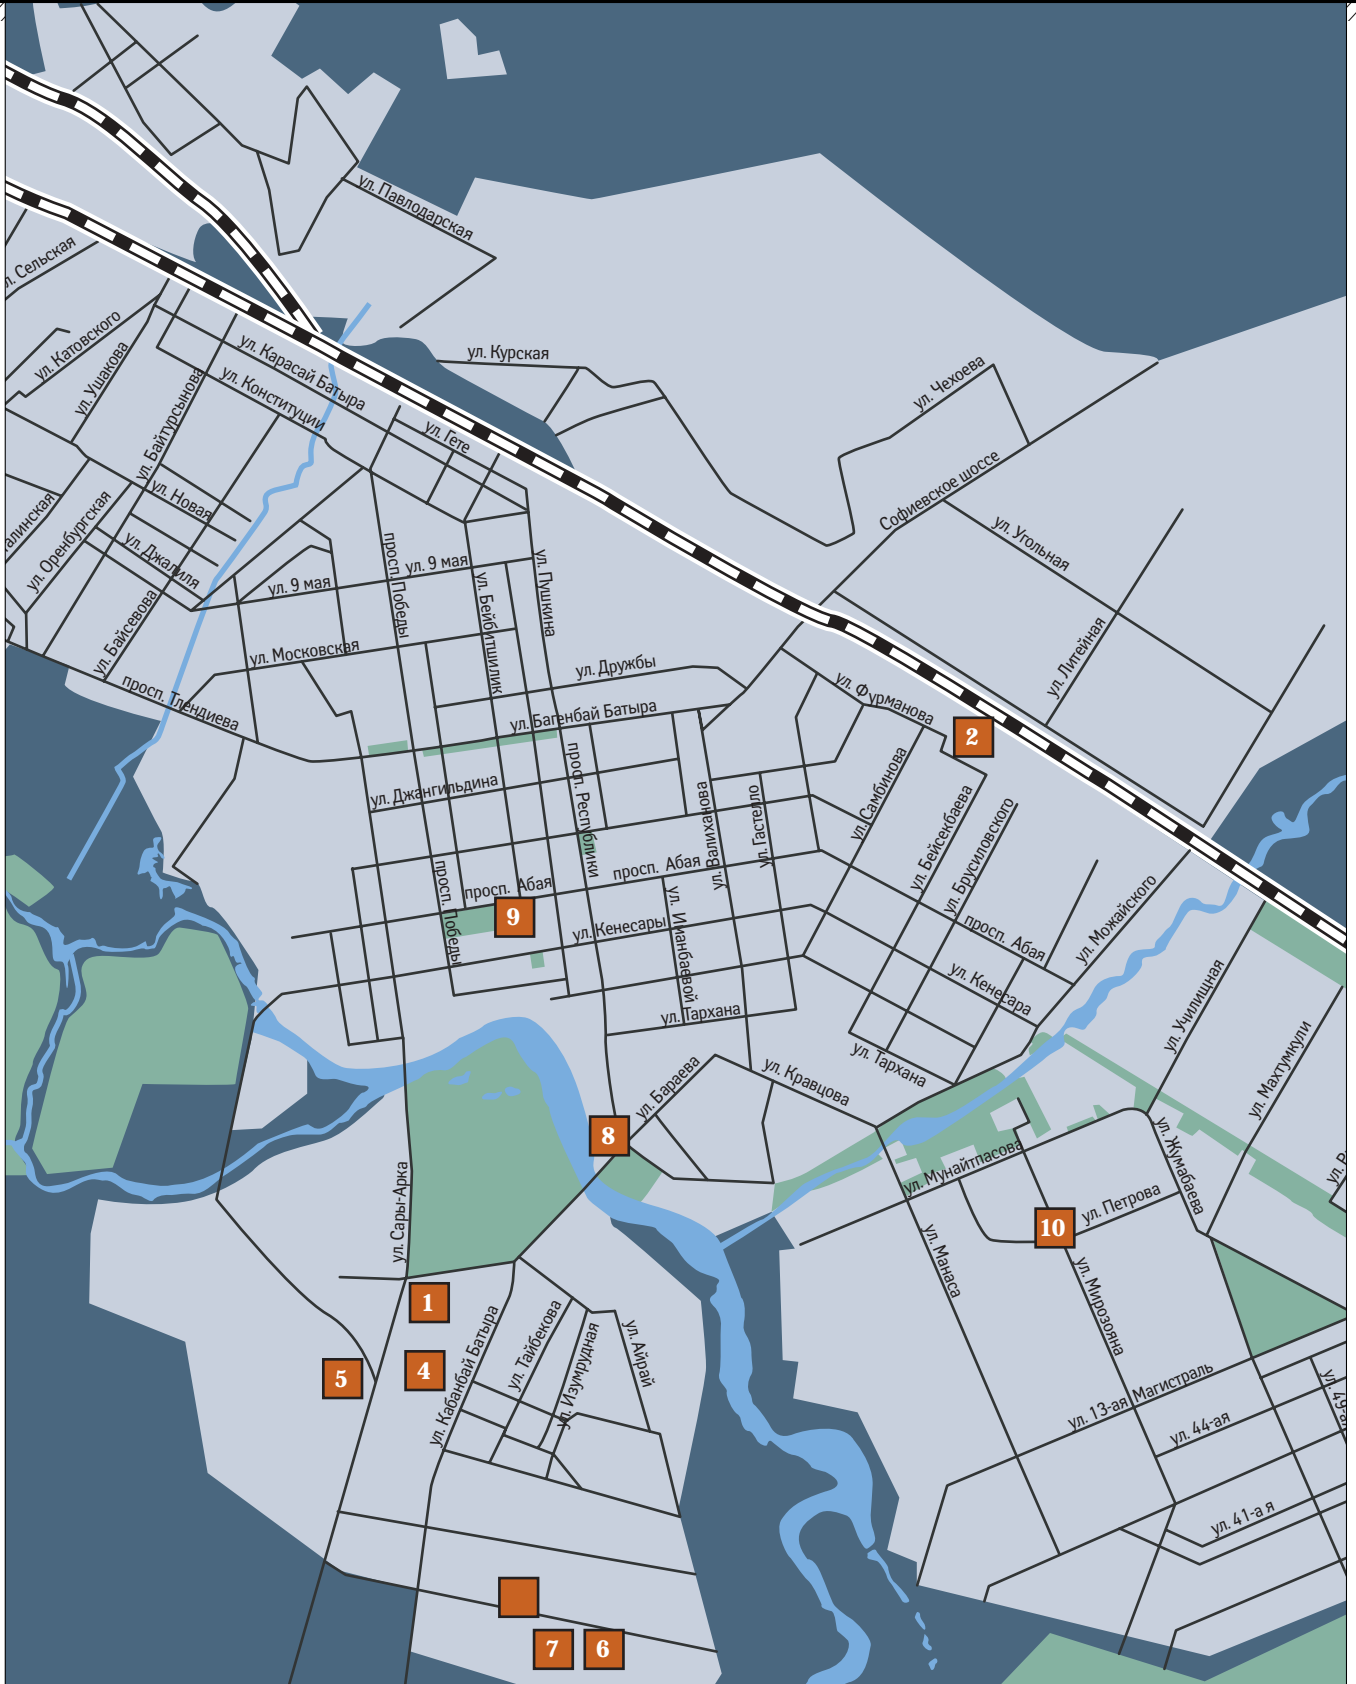 ул. Павлодарская
л. Сельская
ул. Катовского
ул. Ушакова
ул. Карасай Батыра
ул. Курская
ул. Конституции
ул. Байтурсынова
ул. Гете
ул. Чехоева
Софиевское шоссе
ул. Угольная
ул. Новая
алинская
ул. Оренбургская
ул. Джалиля
ул. 9 мая
ул. 9 мая
просп. Победы
ул. Бейбитшилик
ул. Пушкина
ул. Байсевова
ул. Московская
ул. Дружбы
ул. Литейная
просп. Тлендиева
ул. Багенбай Батыра
ул. Фурманова
2
просп. Республики
ул. Джангильдина
ул. Валиханова
ул. Гастелло
ул. Самбинова
ул. Бейсекбаева
ул. Брусиловского
просп. Абая
просп. Абая
просп. Победы
9
ул. Кенесары
ул. Иманбаевой
просп. Абая
ул. Можайского
ул. Кенесара
ул. Тархана
ул. Тархана
ул. Училищная
ул. Махтумкули
ул. Бараева
ул. Кравцова
8
ул. Мунайтпасова
ул. Жумабаева
ул. Р
ул. Сары-Арка
10
ул. Петрова
ул. Манаса
ул. Мирозояна
1
4
5
ул. Кабанбай Батыра
ул. Тайбекова
ул. Изумрудная
ул. Айрай
ул. 13-ая Магистраль
ул. 44-ая
ул. 49-а
ул. 41-а я
7
6